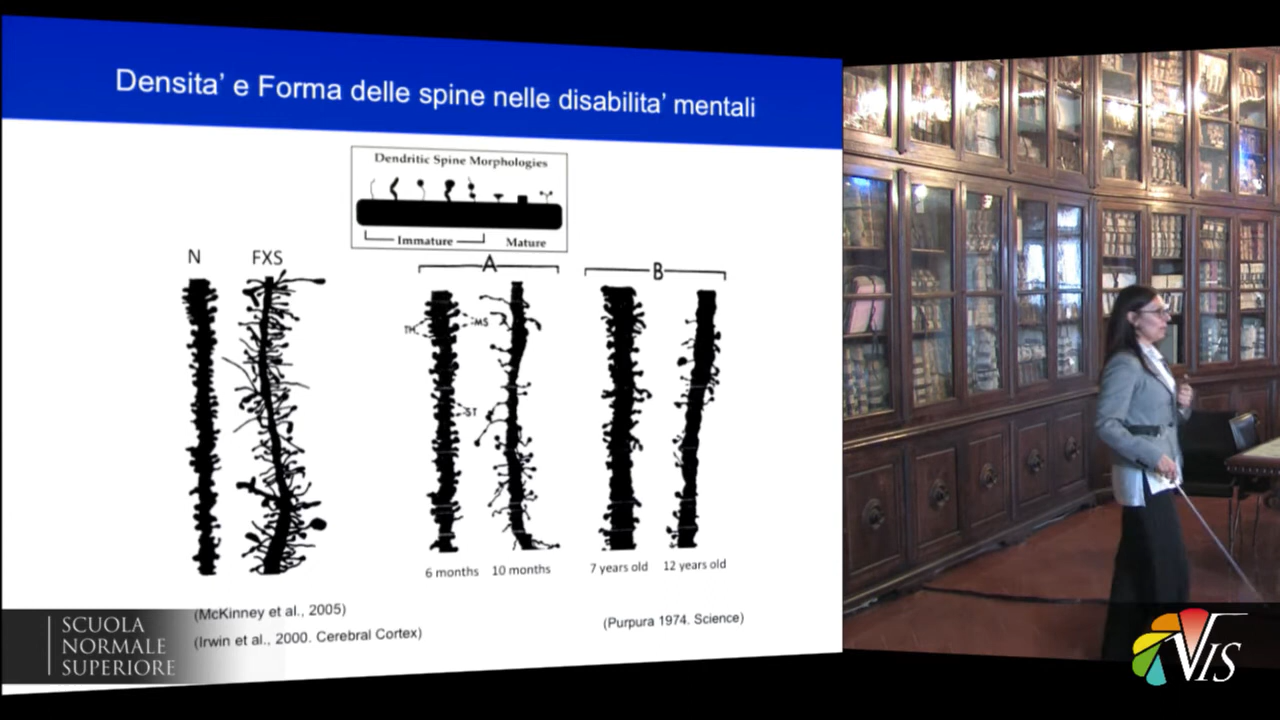 Densita' e Forma delle spine nelle disabilita' mentali
Dendritic Spine Morphologies
Immature
Mature
N
FXS
A
B
TH
MS
ST
6 months
10 months
7 years old
12 years old
(McKinney et al., 2005)
(Irwin et al., 2000. Cerebral Cortex)
(Purpura 1974. Science)
SCUOLA
NORMALE
SUPERIORE
VIS